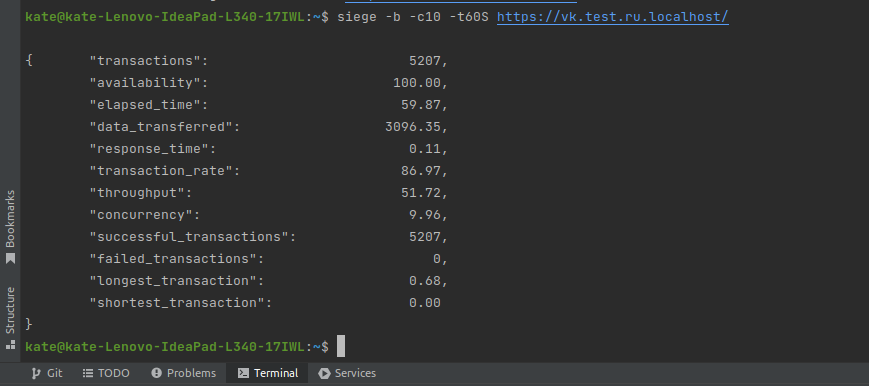 kate@kate-Lenovo-IdeaPad-L340-17IWL:~$ siege -b -c10 -t60S https://vk.test.ru.localhost/
{ "transactions": 5207,
"availability": 100.00,
"elapsed_time": 59.87,
"data_transferred": 3096.35,
"response_time": 0.11,
"transaction_rate": 86.97,
"throughput": 51.72,
"concurrency": 9.96,
"successful_transactions": 5207,
"failed_transactions": 0,
"longest_transaction": 0.68,
"shortest_transaction": 0.00
}
kate@kate-Lenovo-IdeaPad-L340-17IWL:~$
Bookmarks
Structure
Git TODO Problems Terminal Services